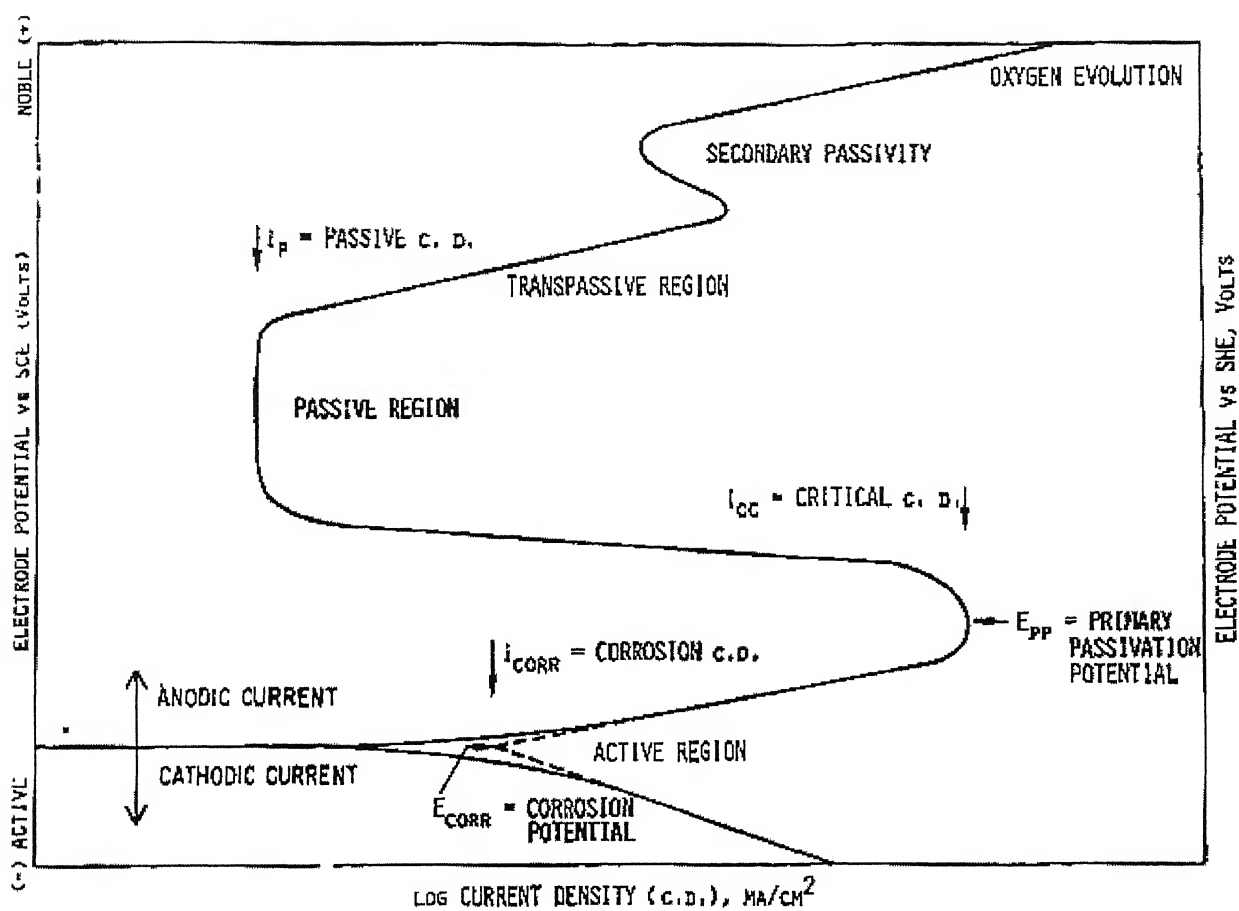 NOBLE (+)
OXYGEN EVOLUTION
SECONDARY PASSIVITY
I_P = PASSIVE C. D.
TRANSPASSIVE REGION
ELECTRODE POTENTIAL VS SCE (VOLTS)
ELECTRODE POTENTIAL VS SHE, VOLTS
PASSIVE REGION
I_CC = CRITICAL C. D.
E_PP = PRIMARY
PASSIVATION
POTENTIAL
I_CORR = CORROSION C.D.
ANODIC CURRENT
ACTIVE REGION
CATHODIC CURRENT
E_CORR = CORROSION
POTENTIAL
(-) ACTIVE
LOG CURRENT DENSITY (C.D.), MA/CM²